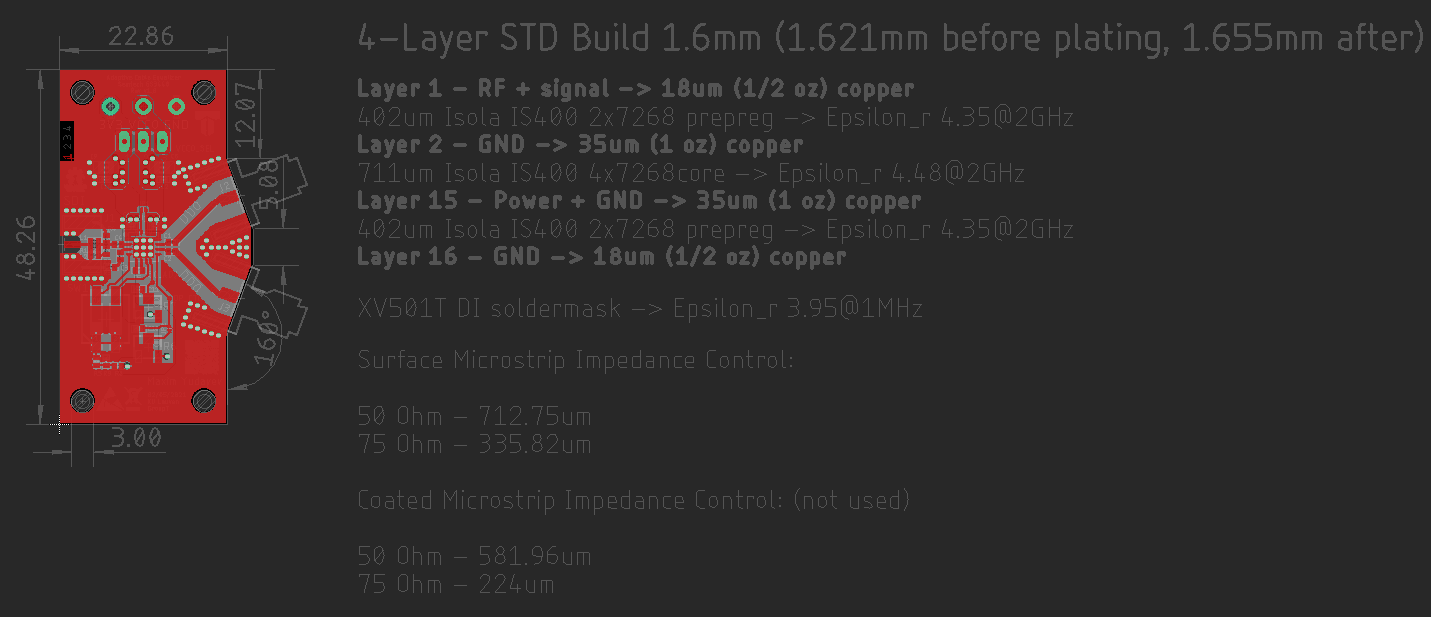 22.86
12.07
5.08
48.26
160°
3.00
1234
4-Layer STD Build 1.6mm (1.621mm before plating, 1.655mm after)
Layer 1 - RF + signal -> 18um (1/2 oz) copper
402um Isola IS400 2x7268 prepreg -> Epsilon_r 4.35@2GHz
Layer 2 - GND -> 35um (1 oz) copper
711um Isola IS400 4x7268core -> Epsilon_r 4.48@2GHz
Layer 15 - Power + GND -> 35um (1 oz) copper
402um Isola IS400 2x7268 prepreg -> Epsilon_r 4.35@2GHz
Layer 16 - GND -> 18um (1/2 oz) copper
XV501T DI soldermask -> Epsilon_r 3.95@1MHz
Surface Microstrip Impedance Control:
50 Ohm - 712.75um
75 Ohm - 335.82um
Coated Microstrip Impedance Control: (not used)
50 Ohm - 581.96um
75 Ohm - 224um